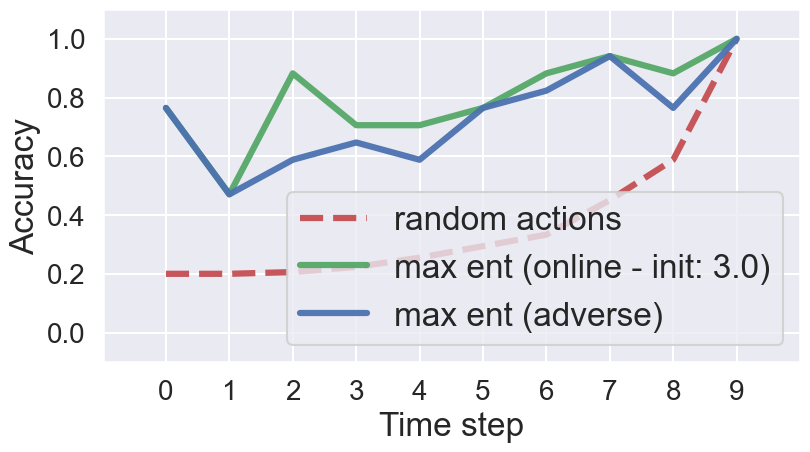 Accuracy
1.0
0.8
0.6
0.4
0.2
0.0
random actions
max ent (online - init: 3.0)
max ent (adverse)
0 1 2 3 4 5 6 7 8 9
Time step